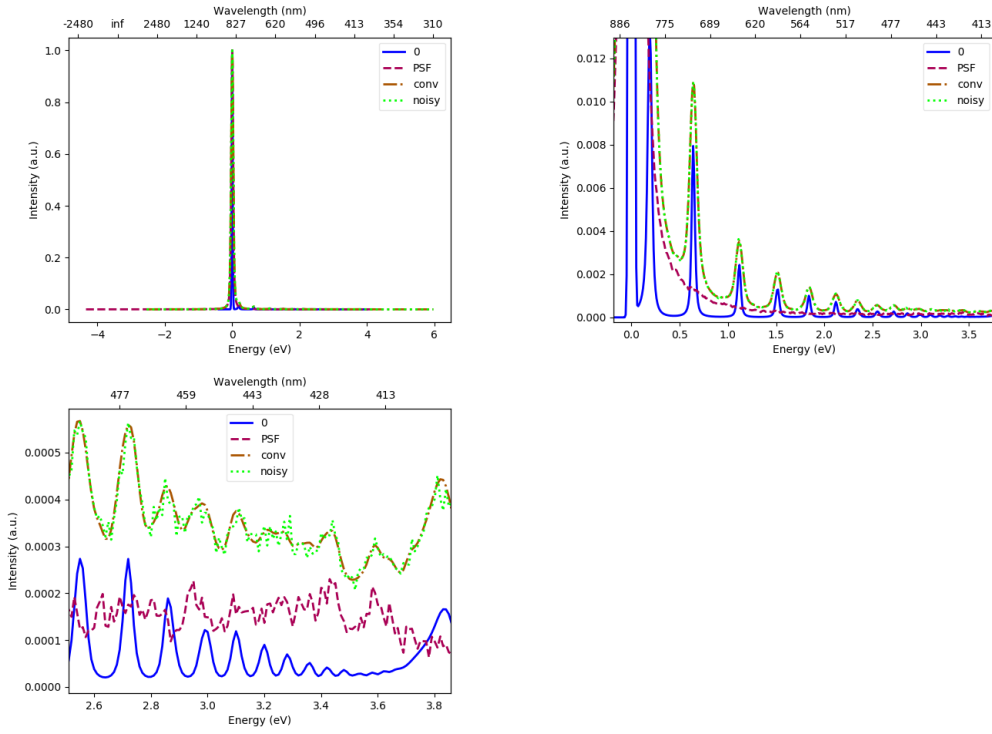 Wavelength (nm)
-2480 inf 2480 1240 827 620 496 413 354 310
1.0
0.8
0.6
0.4
0.2
0.0
Intensity (a.u.)
0
PSF
conv
noisy
−4 −2 0 2 4 6
Energy (eV)
Wavelength (nm)
886 775 689 620 564 517 477 443 413
0.012
0.010
0.008
0.006
0.004
0.002
0.000
Intensity (a.u.)
0
PSF
conv
noisy
0.0 0.5 1.0 1.5 2.0 2.5 3.0 3.5
Energy (eV)
Wavelength (nm)
477 459 443 428 413
0.0005
0.0004
0.0003
0.0002
0.0001
0.0000
Intensity (a.u.)
0
PSF
conv
noisy
2.6 2.8 3.0 3.2 3.4 3.6 3.8
Energy (eV)